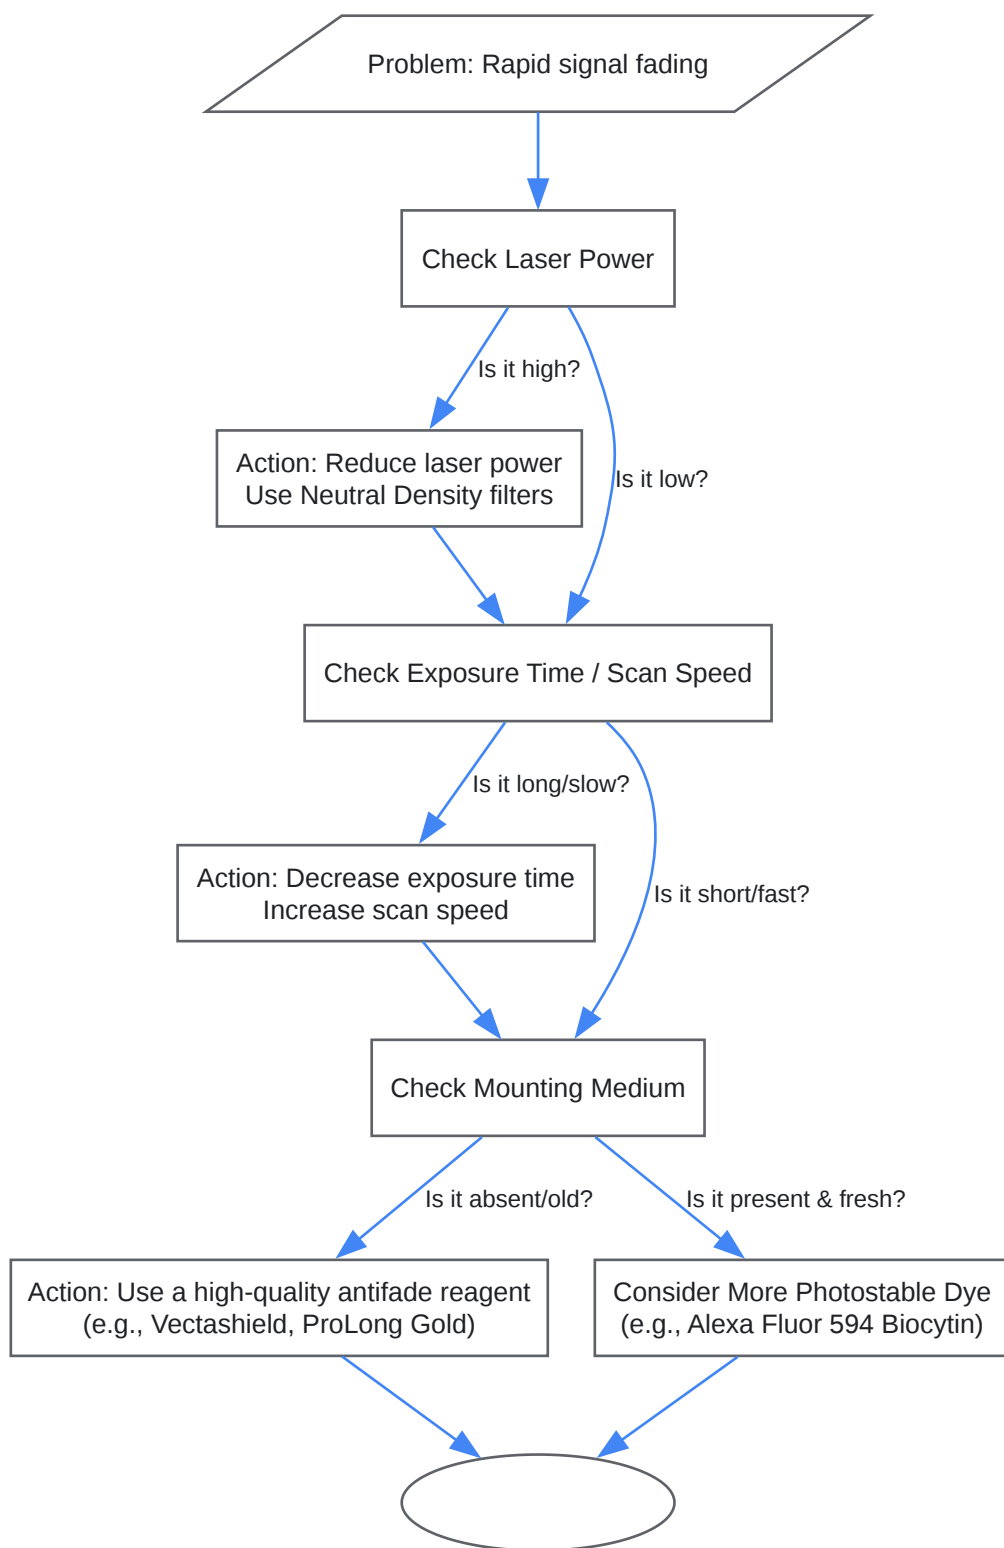 Problem: Rapid signal fading
Check Laser Power
Is it high?
Action: Reduce laser power
Use Neutral Density filters
Is it low?
Check Exposure Time / Scan Speed
Is it long/slow?
Action: Decrease exposure time
Increase scan speed
Is it short/fast?
Check Mounting Medium
Is it absent/old?
Is it present & fresh?
Action: Use a high-quality antifade reagent
(e.g., Vectashield, ProLong Gold)
Consider More Photostable Dye
(e.g., Alexa Fluor 594 Biocytin)